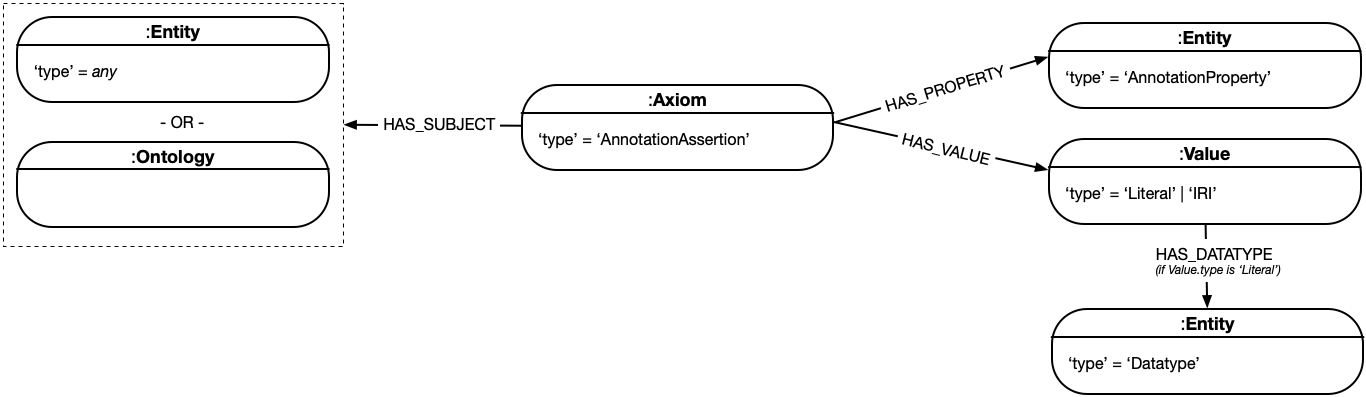 :Entity
‘type’ = any
- OR -
:Ontology
HAS_SUBJECT
:Axiom
‘type’ = ‘AnnotationAssertion’
HAS_PROPERTY
HAS_VALUE
:Entity
‘type’ = ‘AnnotationProperty’
:Value
‘type’ = ‘Literal’ | ‘IRI’
HAS_DATATYPE
(if Value.type is ‘Literal’)
:Entity
‘type’ = ‘Datatype’